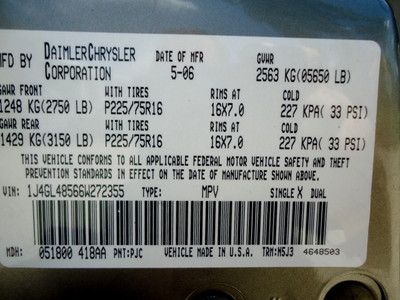 MFD BY DAIMLERCHRYSLER CORPORATION DATE OF MFR 5-06 GVWR 2563 KG(05650 LB)
GAWR FRONT WITH TIRES RIMS AT COLD
1248 KG(2750 LB) P225/75R16 16X7.0 227 KPA( 33 PSI)
GAWR REAR WITH TIRES RIMS AT COLD
1429 KG(3150 LB) P225/75R16 16X7.0 227 KPA( 33 PSI)
THIS VEHICLE CONFORMS TO ALL APPLICABLE FEDERAL MOTOR VEHICLE SAFETY AND THEFT
PREVENTION STANDARDS IN EFFECT ON THE DATE OF MANUFACTURE SHOWN ABOVE.
VIN: 1J4GL48566W272355 TYPE: MPV SINGLE X DUAL
MDH: 051800 418AA PNT:PJC VEHICLE MADE IN U.S.A. TRM:N5J3 4648503